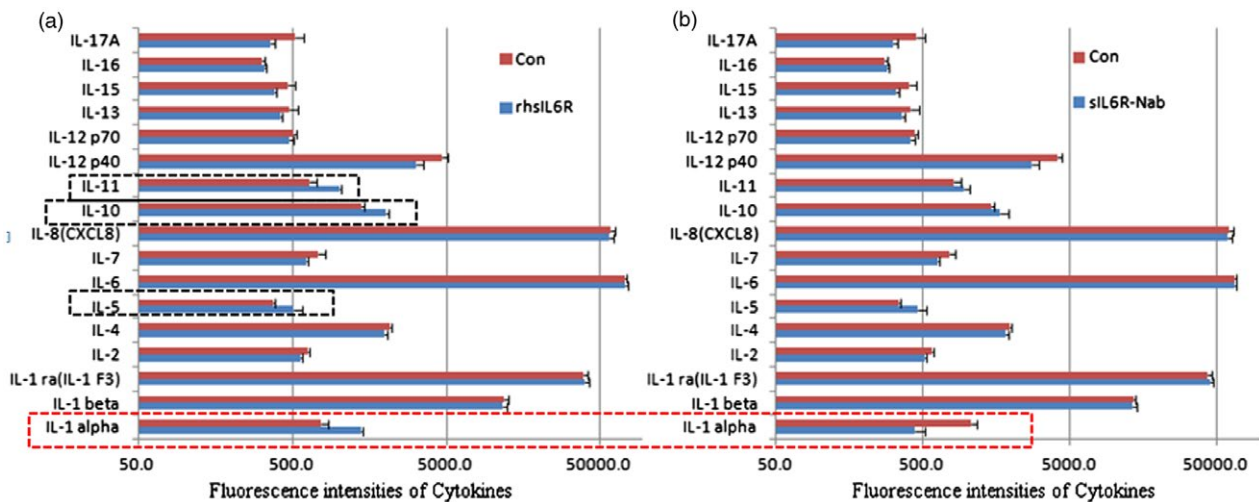 (a)
IL-17A
IL-16
IL-15
IL-13
IL-12 p70
IL-12 p40
IL-11
IL-10
IL-8(CXCL8)
IL-7
IL-6
IL-5
IL-4
IL-2
IL-1 ra(IL-1 F3)
IL-1 beta
IL-1 alpha
Con
rhsIL6R
50.0 500.0 50000.0 500000.0
Fluorescence intensities of Cytokines
(b)
IL-17A
IL-16
IL-15
IL-13
IL-12 p70
IL-12 p40
IL-11
IL-10
IL-8(CXCL8)
IL-7
IL-6
IL-5
IL-4
IL-2
IL-1 ra(IL-1 F3)
IL-1 beta
IL-1 alpha
Con
sIL6R-Nab
50.0 500.0 5000.0 50000.0
Fluorescence intensities of Cytokines